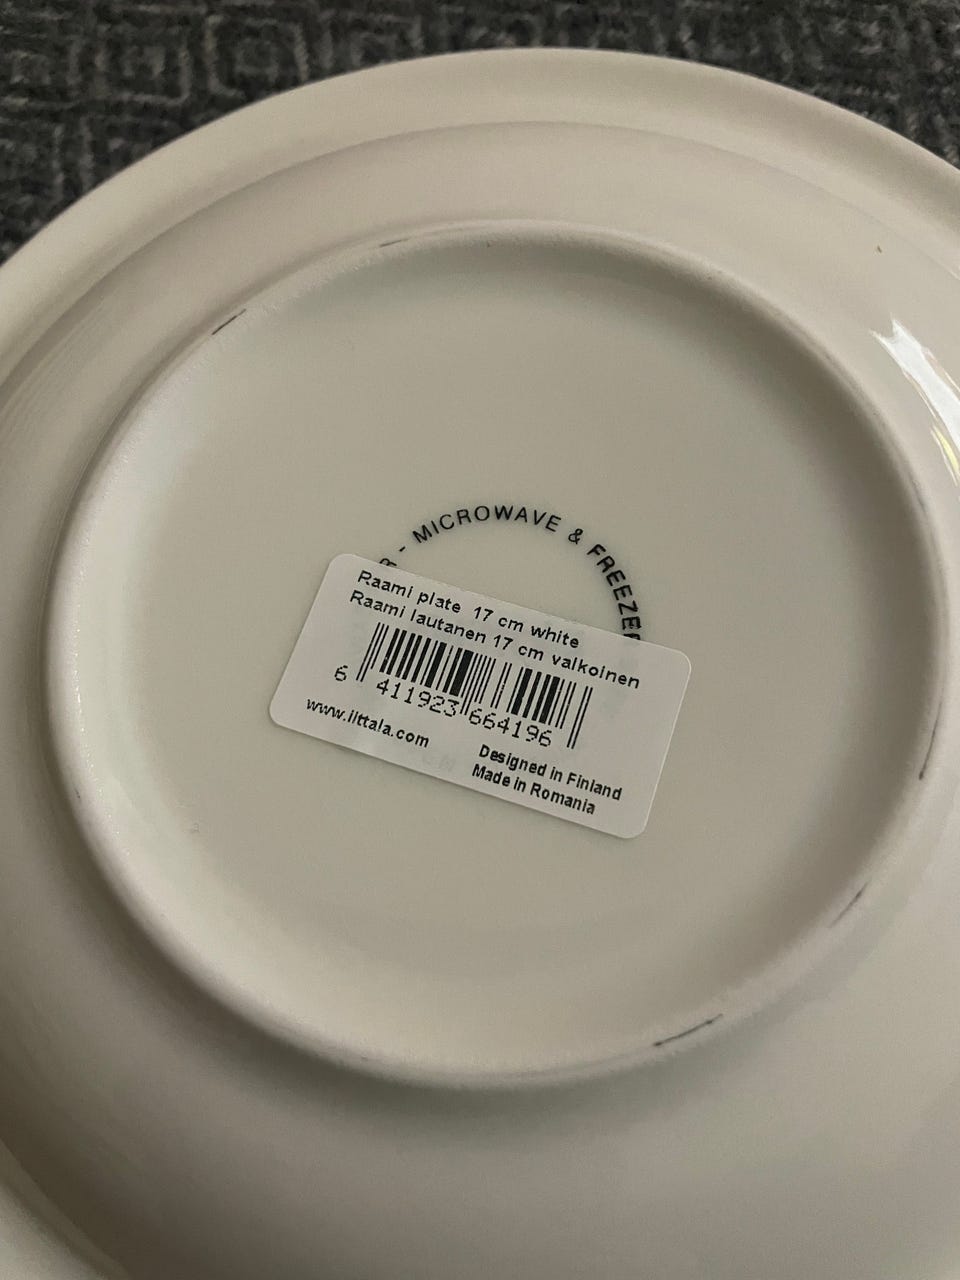 - MICROWAVE & FREEZER
Raami plate 17 cm white
Raami lautanen 17 cm valkoinen
6 411923 664196
www.iittala.com
Designed in Finland
Made in Romania